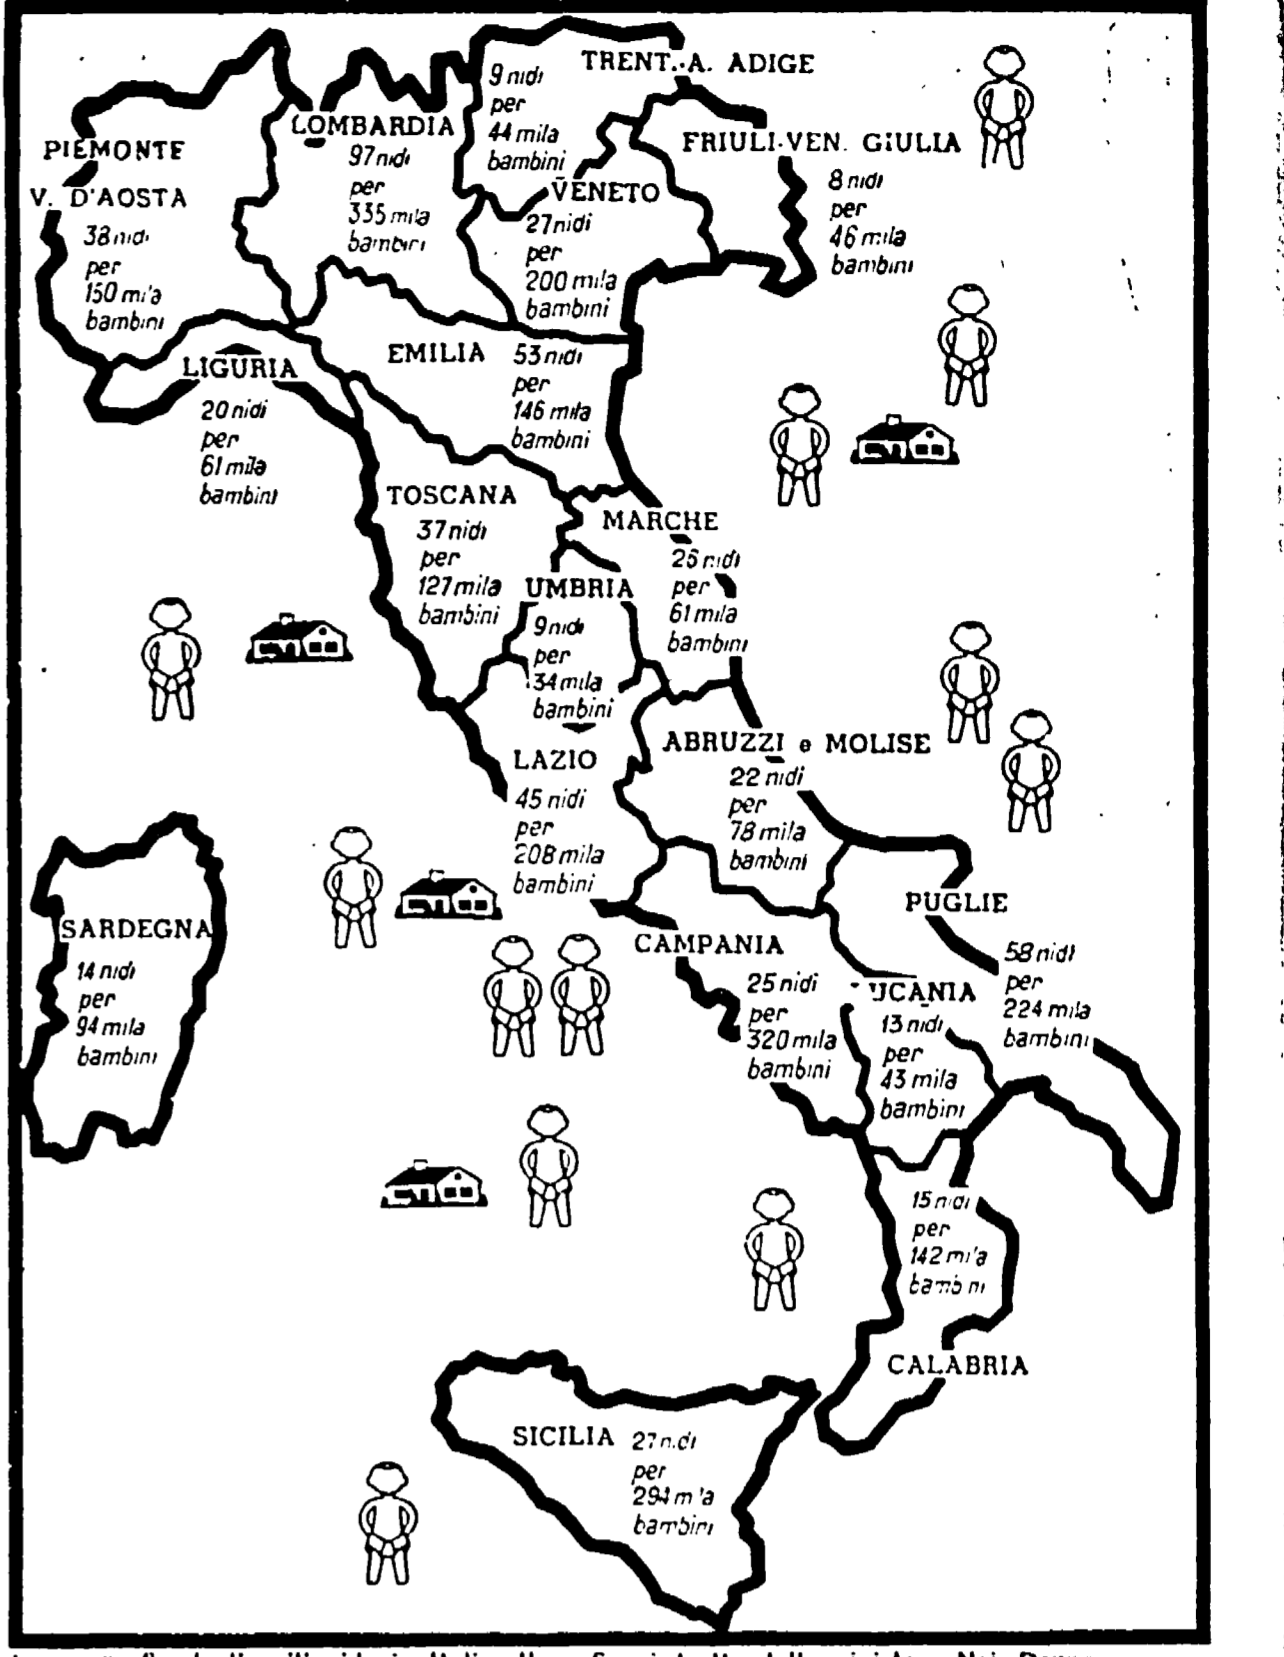 TRENT.-A. ADIGE
9 nidi
per
44 mila
bambini
LOMBARDIA
97 nidi
per
335 mila
bambini
PIEMONTE
V. D'AOSTA
38 nidi
per
150 mila
bambini
FRIULI-VEN. GIULIA
8 nidi
per
46 mila
bambini
VENETO
27 nidi
per
200 mila
bambini
LIGURIA
20 nidi
per
61 mila
bambini
EMILIA
53 nidi
per
146 mila
bambini
TOSCANA
37 nidi
per
127 mila
bambini
MARCHE
26 nidi
per
61 mila
bambini
UMBRIA
9 nidi
per
34 mila
bambini
LAZIO
45 nidi
per
208 mila
bambini
ABRUZZI e MOLISE
22 nidi
per
78 mila
bambini
SARDEGNA
14 nidi
per
94 mila
bambini
CAMPANIA
25 nidi
per
320 mila
bambini
PUGLIE
58 nidi
per
224 mila
bambini
LUCANIA
13 nidi
per
43 mila
bambini
15 nidi
per
142 mila
bambini
CALABRIA
SICILIA
27 nidi
per
294 mila
bambini